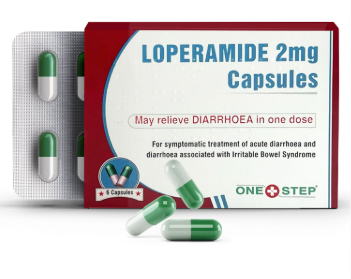 LOPERAMIDE 2mg
Capsules
May relieve DIARRHOEA in one dose
For symptomatic treatment of acute diarrhoea and
diarrhoea associated with Irritable Bowel Syndrome
6 Capsules
ONE STEP®